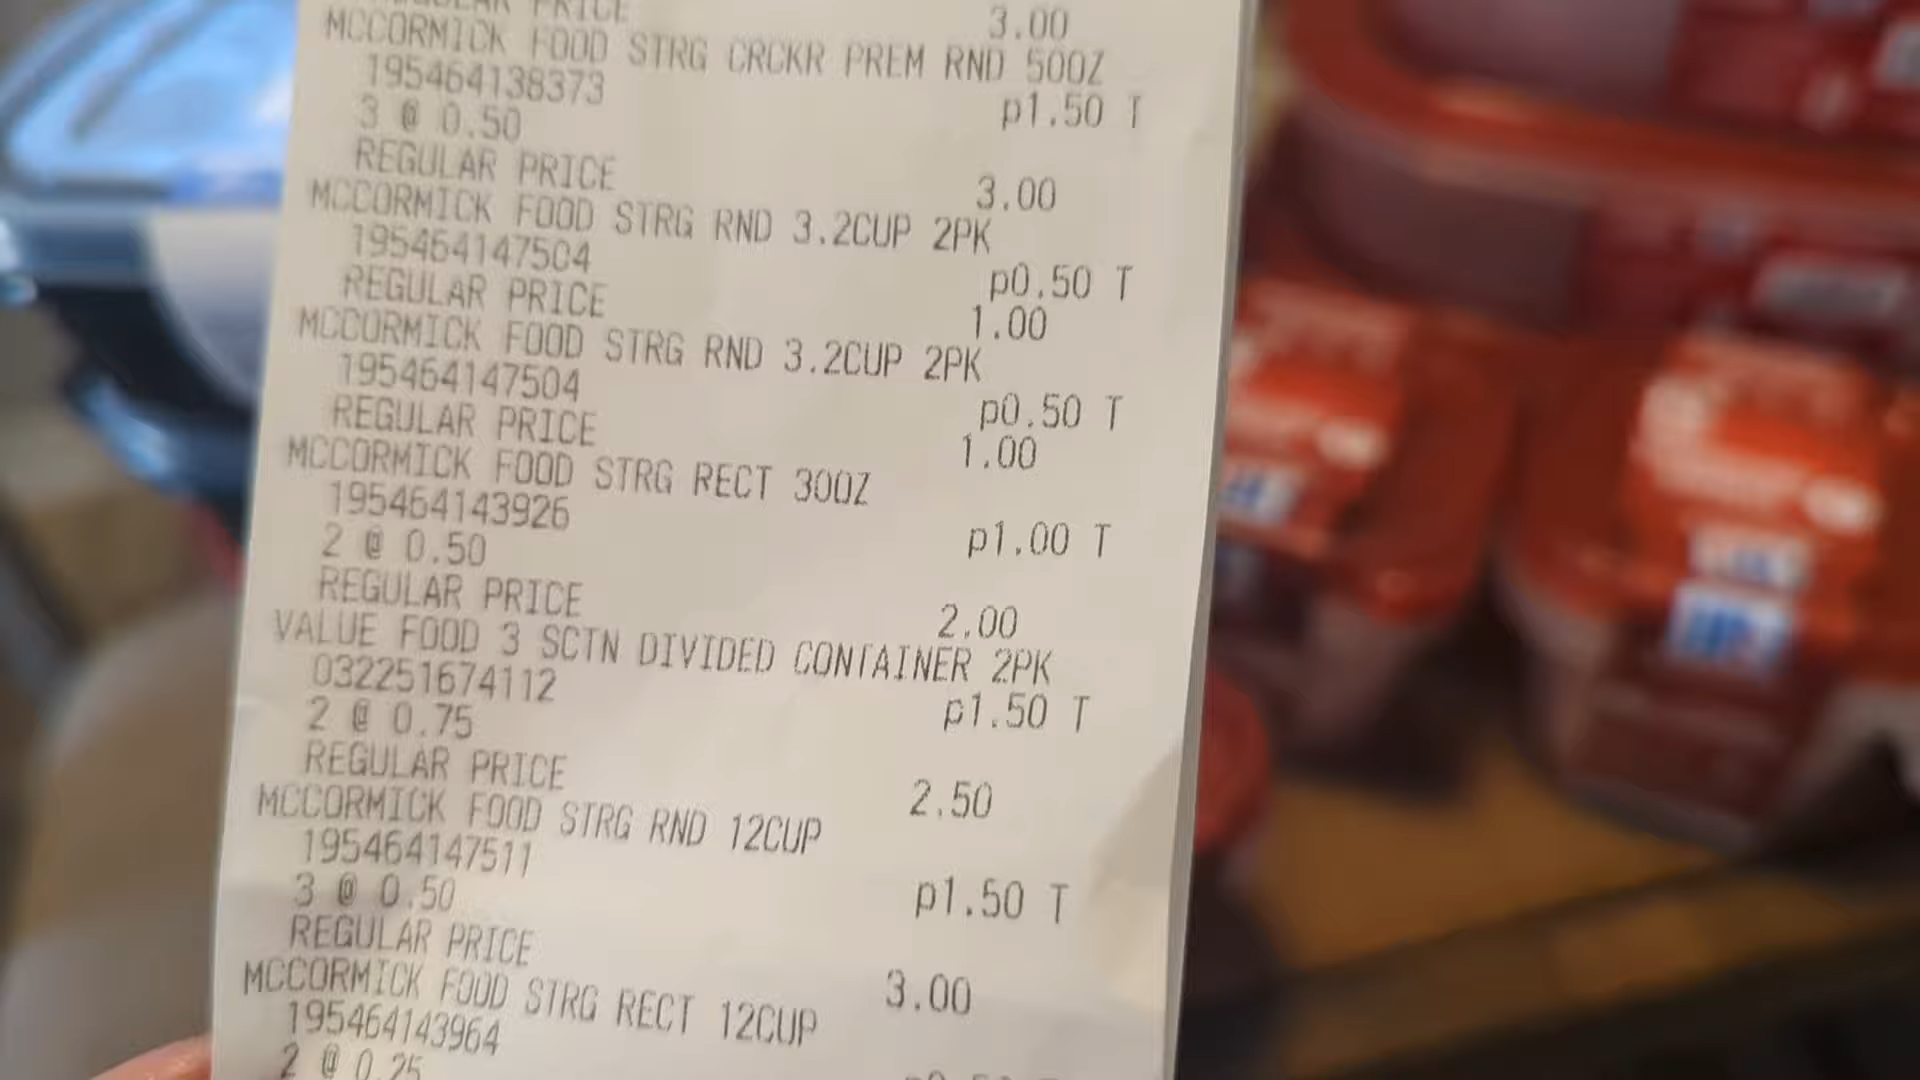 REGULAR PRICE 3.00
MCCORMICK FOOD STRG CRCKR PREM RND 50OZ
195464138373 p1.50 T
3 @ 0.50
REGULAR PRICE 3.00
MCCORMICK FOOD STRG RND 3.2CUP 2PK
195464147504 p0.50 T
REGULAR PRICE 1.00
MCCORMICK FOOD STRG RND 3.2CUP 2PK
195464147504 p0.50 T
REGULAR PRICE 1.00
MCCORMICK FOOD STRG RECT 30OZ
195464143926 p1.00 T
2 @ 0.50
REGULAR PRICE 2.00
VALUE FOOD 3 SCTN DIVIDED CONTAINER 2PK
032251674112 p1.50 T
2 @ 0.75
REGULAR PRICE 2.50
MCCORMICK FOOD STRG RND 12CUP
195464147511 p1.50 T
3 @ 0.50
REGULAR PRICE 3.00
MCCORMICK FOOD STRG RECT 12CUP
195464143964
2 @ 0.25 p0.50 T